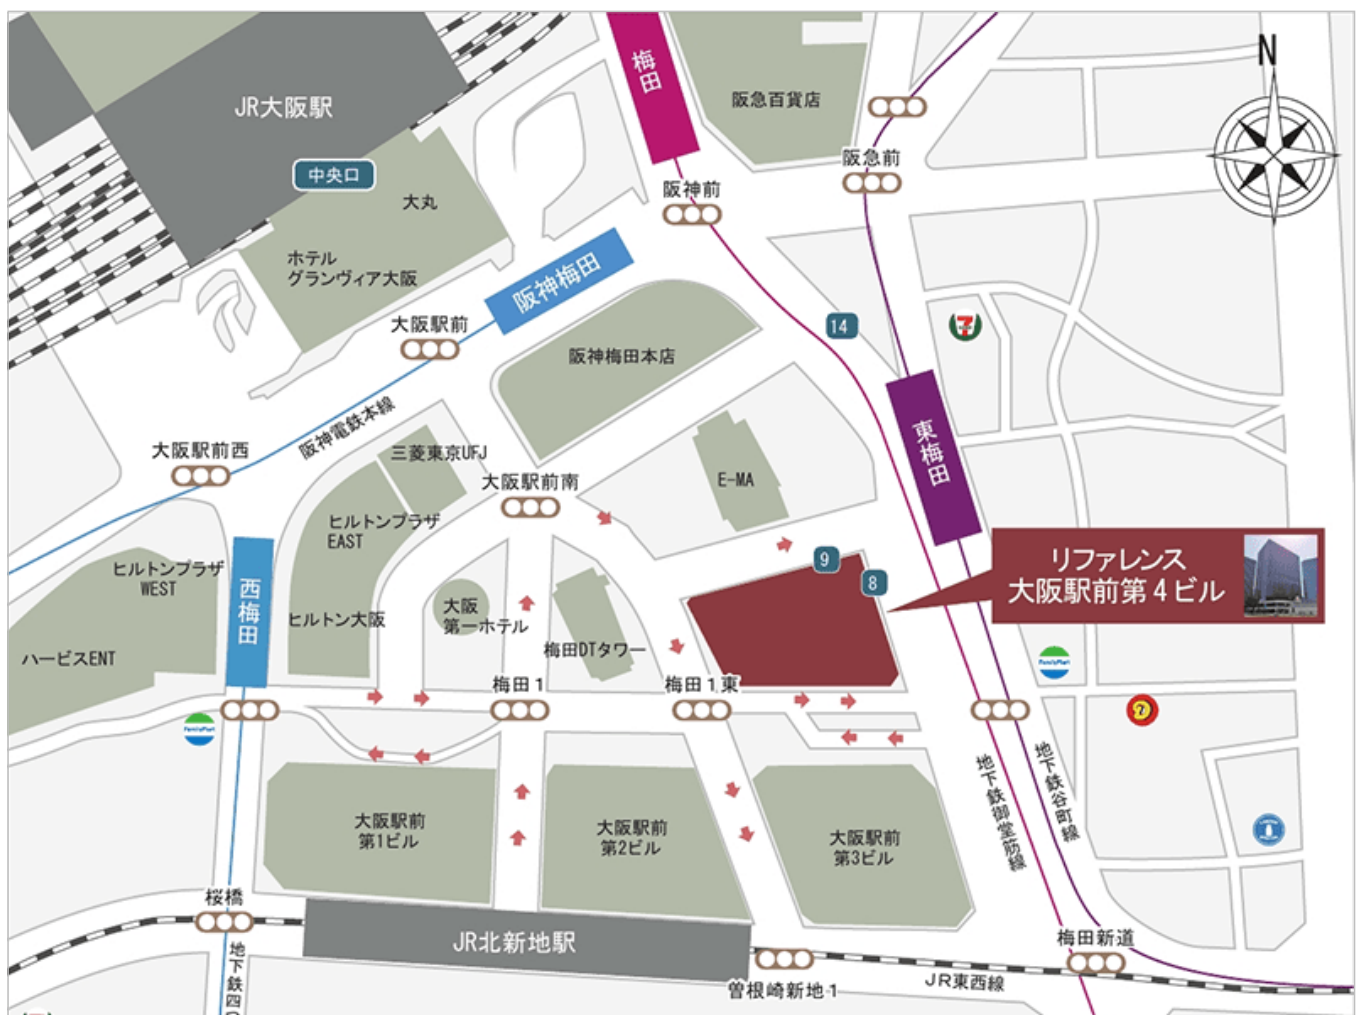 N
梅田
阪急百貨店
JR大阪駅
中央口
大丸
阪急前
阪神前
ホテル
グランヴィア大阪
阪神梅田
大阪駅前
14
阪神梅田本店
阪神電鉄本線
大阪駅前西
三菱東京UFJ
大阪駅前南
E-MA
東梅田
ヒルトンプラザ
EAST
ヒルトンプラザ
WEST
西梅田
ヒルトン大阪
大阪
第一ホテル
梅田DTタワー
9
8
リファレンス
大阪駅前第4ビル
ハービスENT
FamilyMart
梅田1
梅田1東
FamilyMart
地下鉄御堂筋線
地下鉄谷町線
大阪駅前
第1ビル
大阪駅前
第2ビル
大阪駅前
第3ビル
桜橋
JR北新地駅
地下鉄四
曽根崎新地1
梅田新道
JR東西線